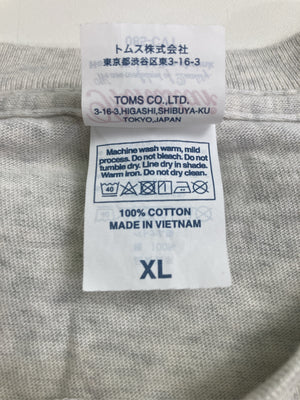 トムス株式会社
東京都渋谷区東3-16-3
TOMS CO.,LTD.
3-16-3,HIGASHI,SHIBUYA-KU
TOKYO,JAPAN
Machine wash warm, mild
process. Do not bleach. Do not
tumble dry. Line dry in shade.
Warm iron. Do not dry clean.
40
100% COTTON
MADE IN VIETNAM
XL